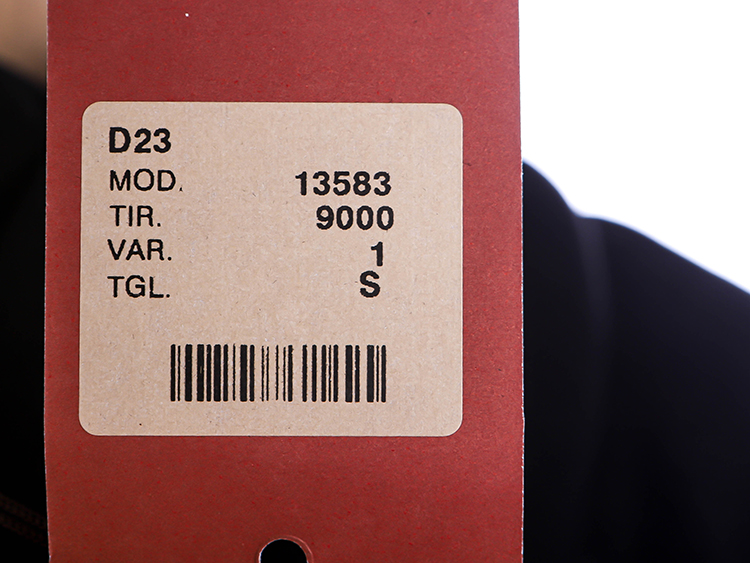 D23
MOD. 13583
TIR. 9000
VAR. 1
TGL. S